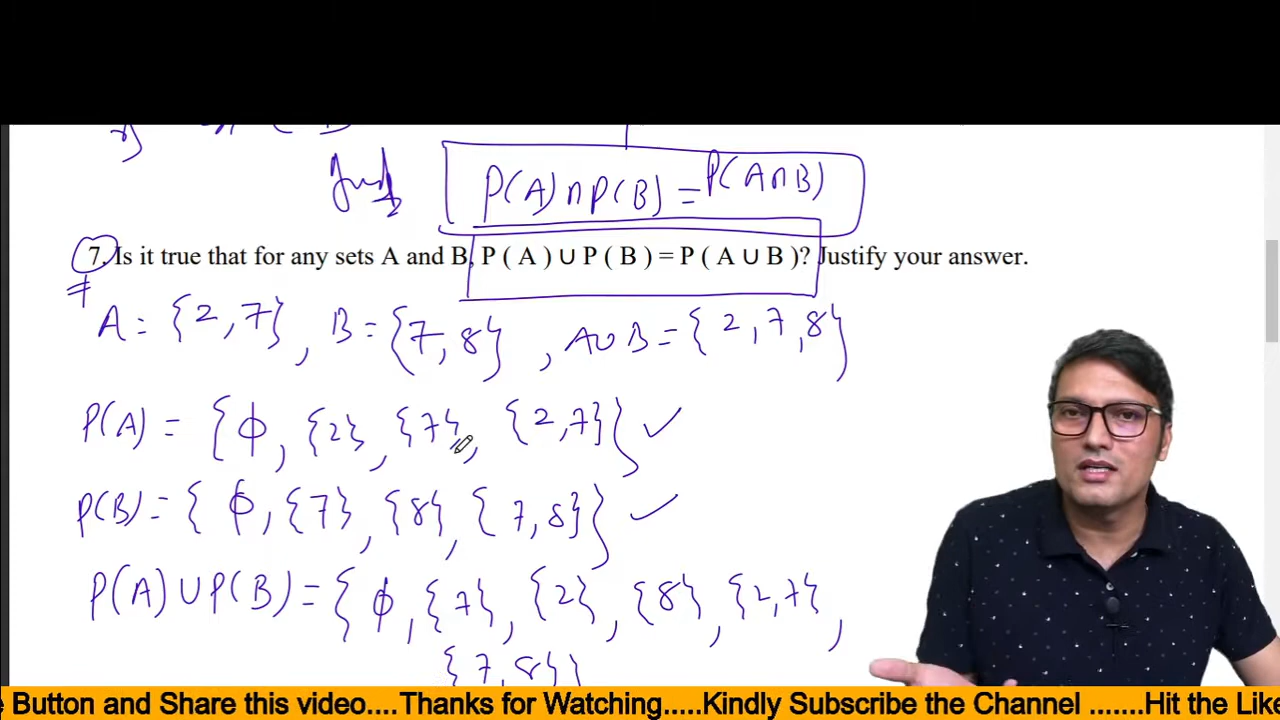 P(A)∩P(B) = P(A∩B)
7. Is it true that for any sets A and B, P ( A ) ∪ P ( B ) = P ( A ∪ B )? Justify your answer.
A = {2, 7}, B = {7, 8}, A∪B = {2, 7, 8}
P(A) = {ϕ, {2}, {7}, {2,7}} ✓
P(B) = {ϕ, {7}, {8}, {7,8}} ✓
P(A)∪P(B) = {ϕ, {7}, {2}, {8}, {2,7},
{7,8}}
Button and Share this video....Thanks for Watching.....Kindly Subscribe the Channel .......Hit the Like